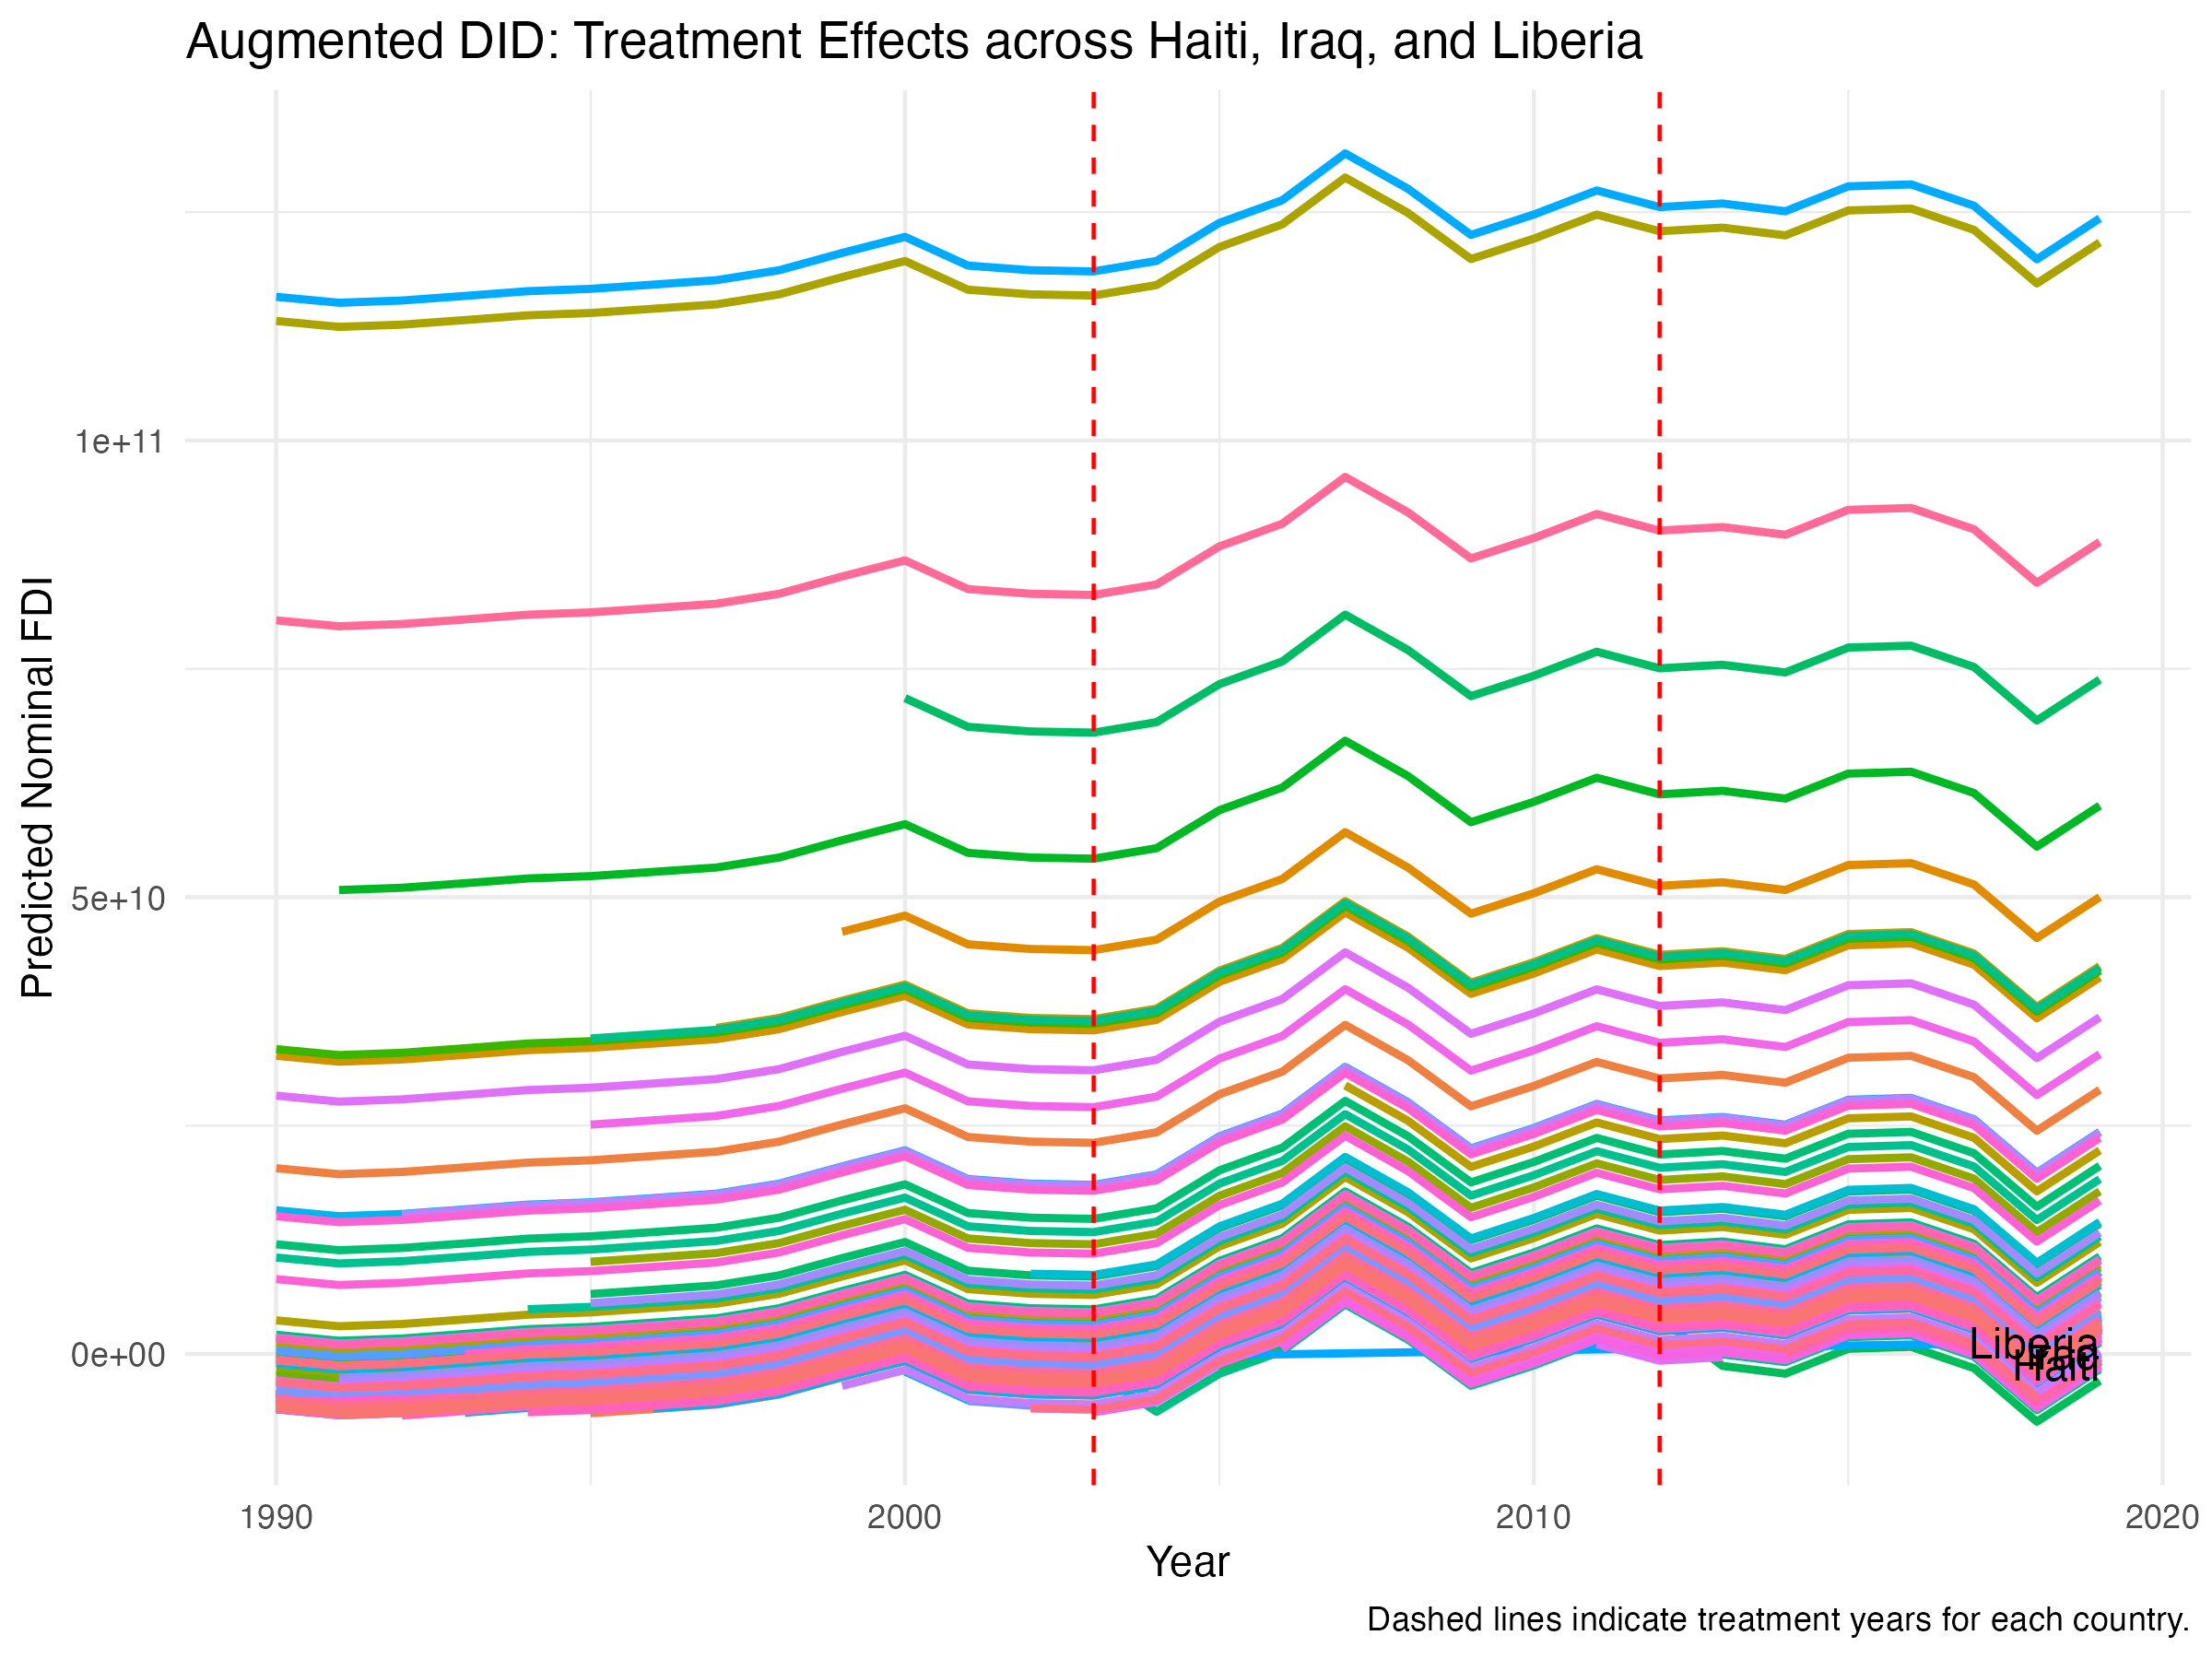 Augmented DID: Treatment Effects across Haiti, Iraq, and Liberia
Predicted Nominal FDI
1e+11
5e+10
0e+00
Liberia
Iraq
Haiti
1990
2000
2010
2020
Year
Dashed lines indicate treatment years for each country.